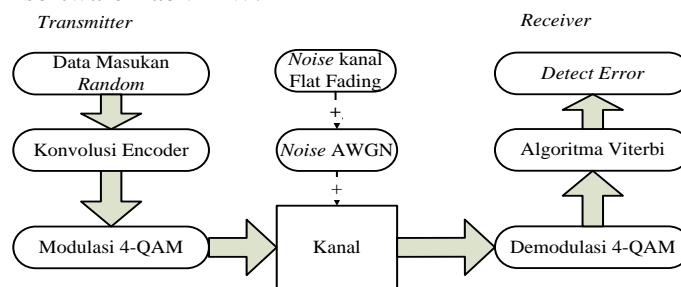 Transmitter
Receiver
Data Masukan
Random
Noise kanal
Flat Fading
Detect Error
+
Konvolusi Encoder
Noise AWGN
Algoritma Viterbi
+
Modulasi 4-QAM
Kanal
Demodulasi 4-QAM